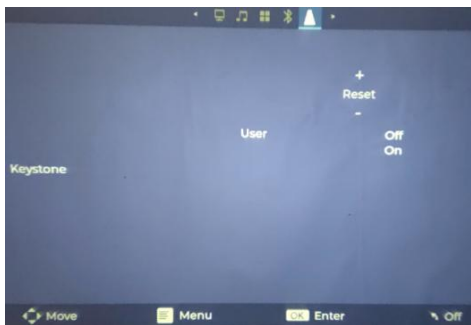 +
Reset
-
User
Off
On
Keystone
Move
Menu
OK Enter
Off